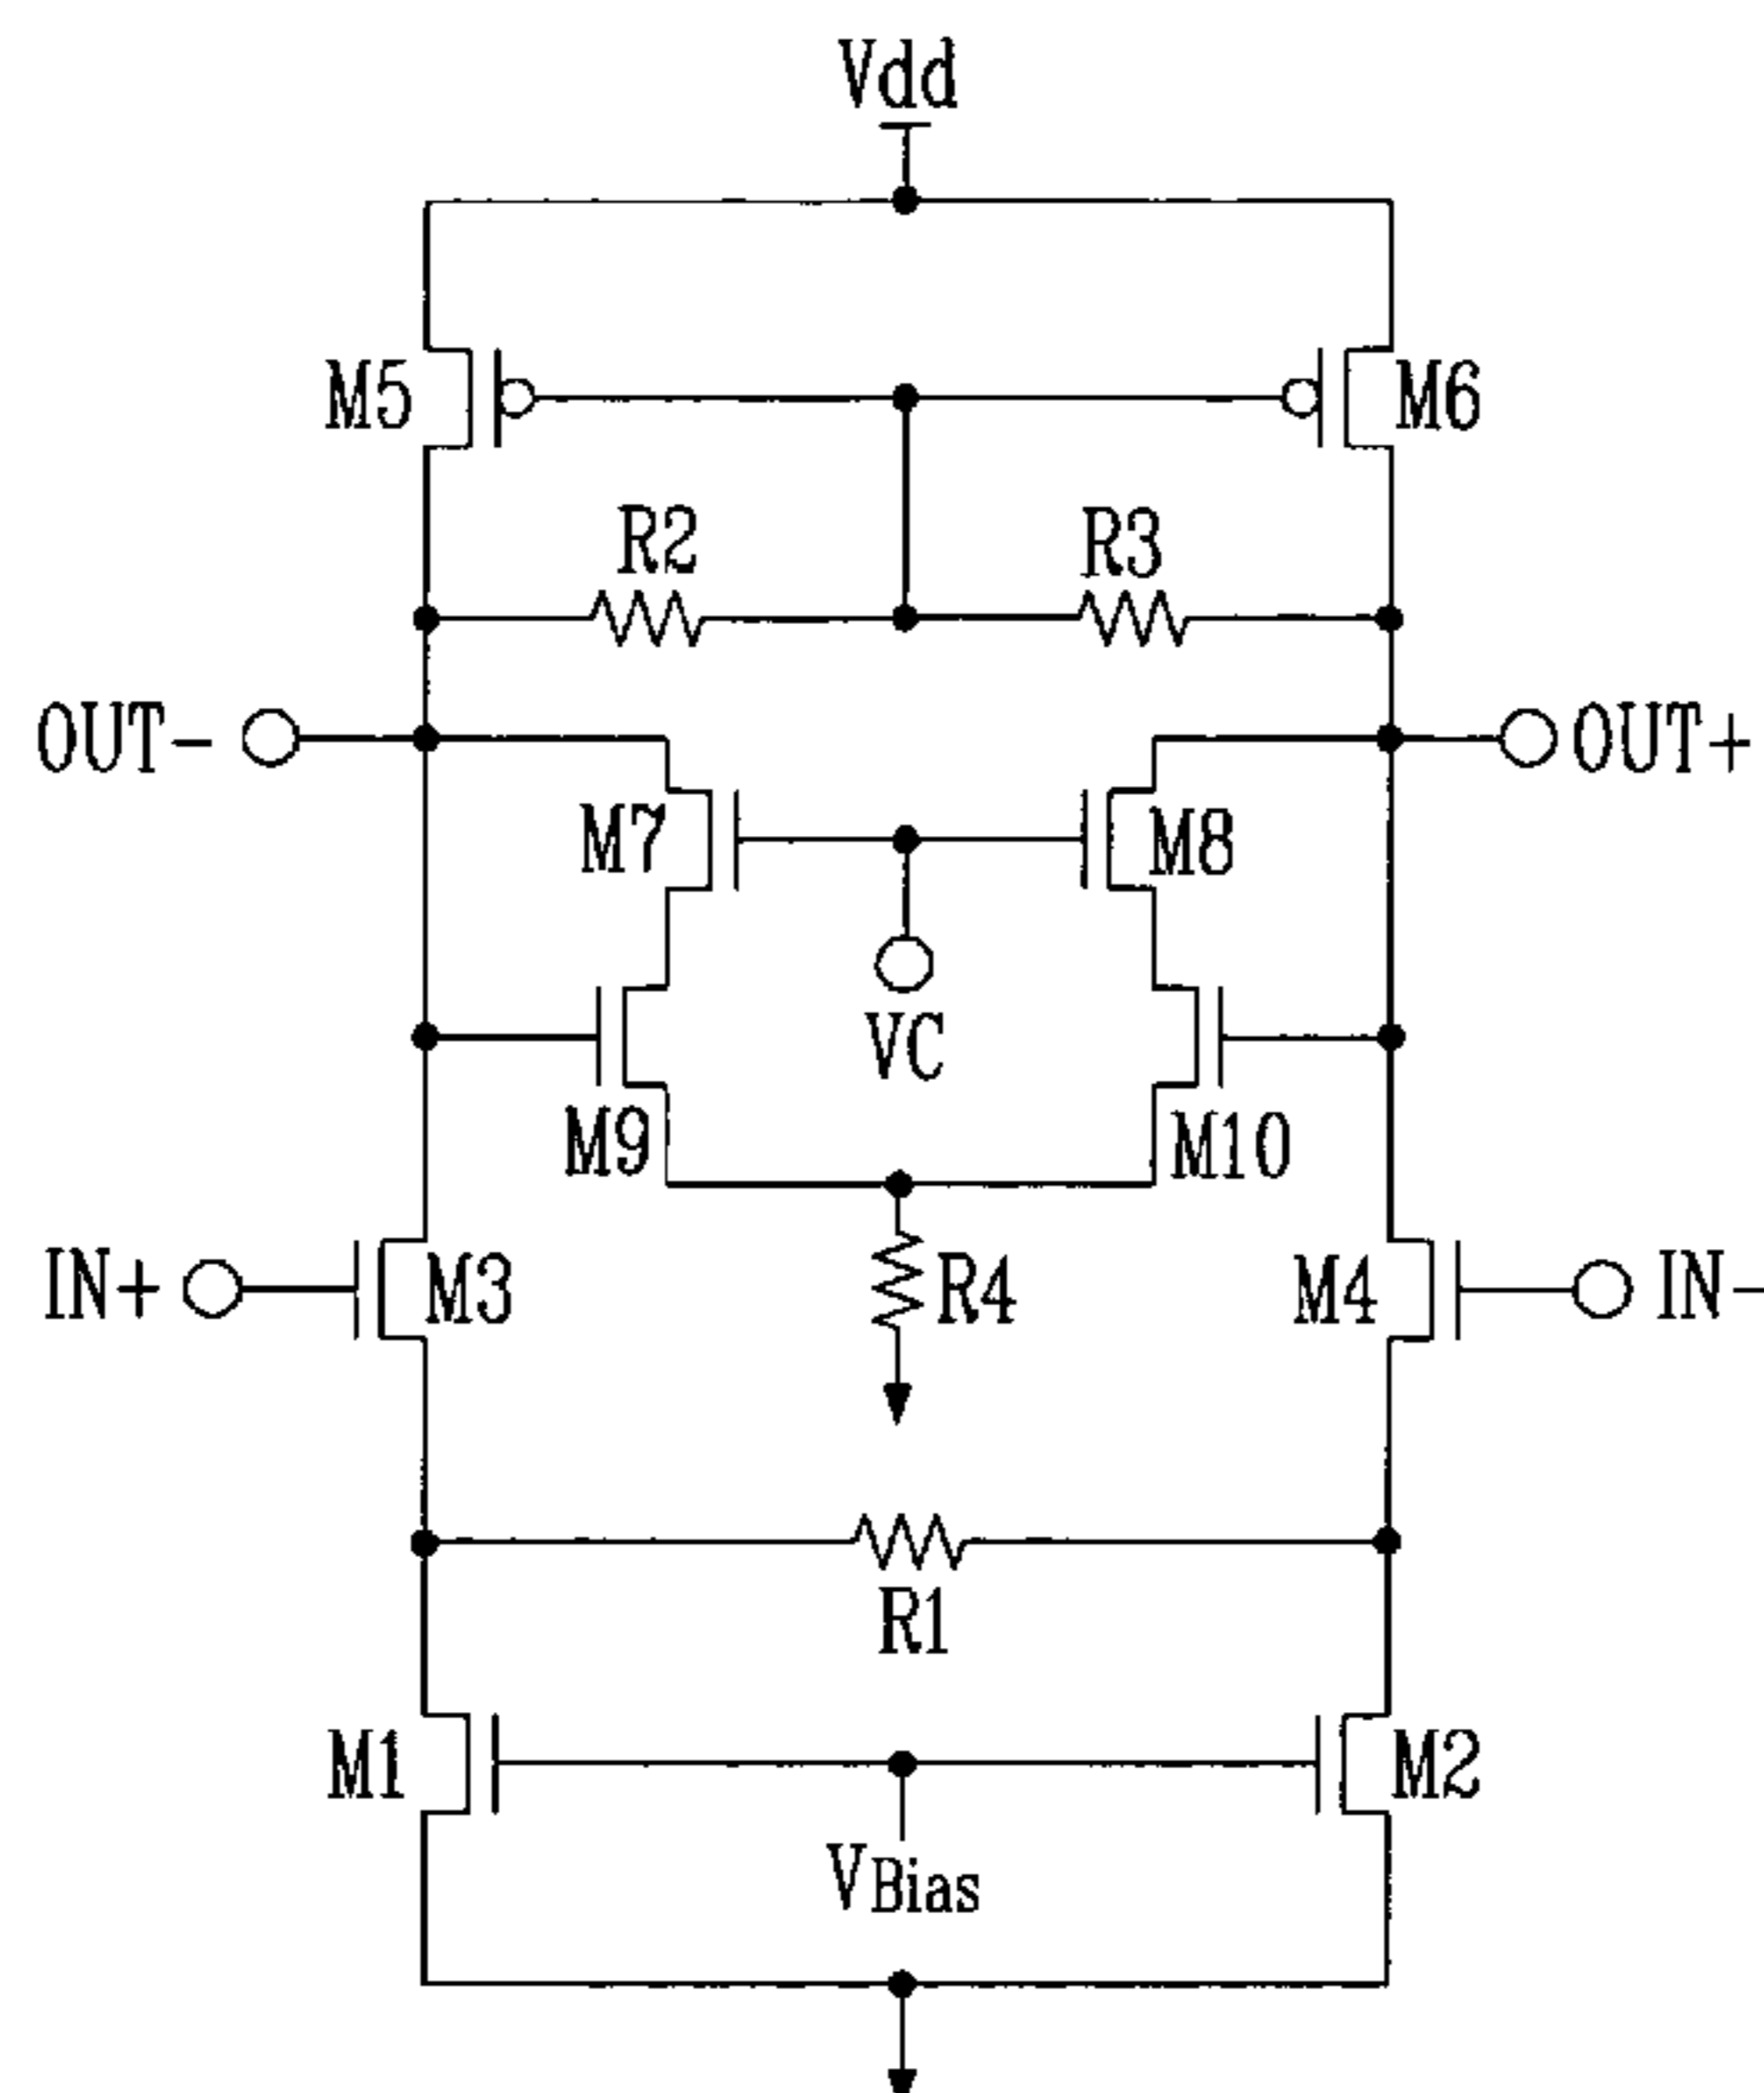 Vdd
M5
M6
R2
R3
OUT-
OUT+
M7
M8
VC
M9
M10
IN+
M3
R4
M4
IN-
R1
M1
M2
VBias